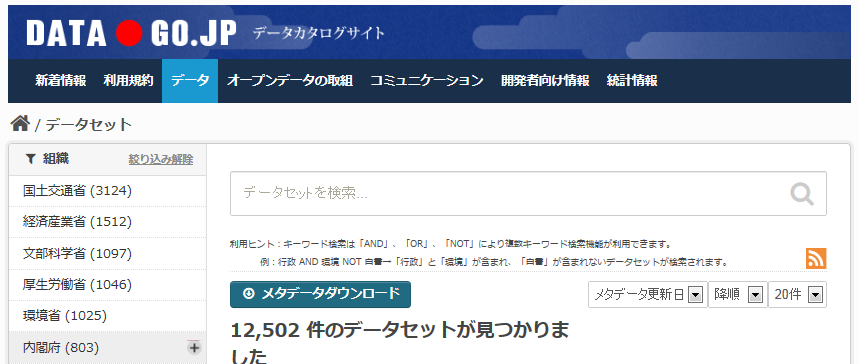 DATA GO.JP データカタログサイト
新着情報 利用規約 データ オープンデータの取組 コミュニケーション 開発者向け情報 統計情報
/ データセット
組織 絞り込み解除
国土交通省 (3124)
経済産業省 (1512)
文部科学省 (1097)
厚生労働省 (1046)
環境省 (1025)
内閣府 (803)
データセットを検索...
利用ヒント：キーワード検索は「AND」、「OR」、「NOT」により複数キーワード検索機能が利用できます。
例：行政 AND 環境 NOT 白書→「行政」と「環境」が含まれ、「白書」が含まれないデータセットが検索されます。
メタデータダウンロード
メタデータ更新日 降順 20件
12,502 件のデータセットが見つかりま
した